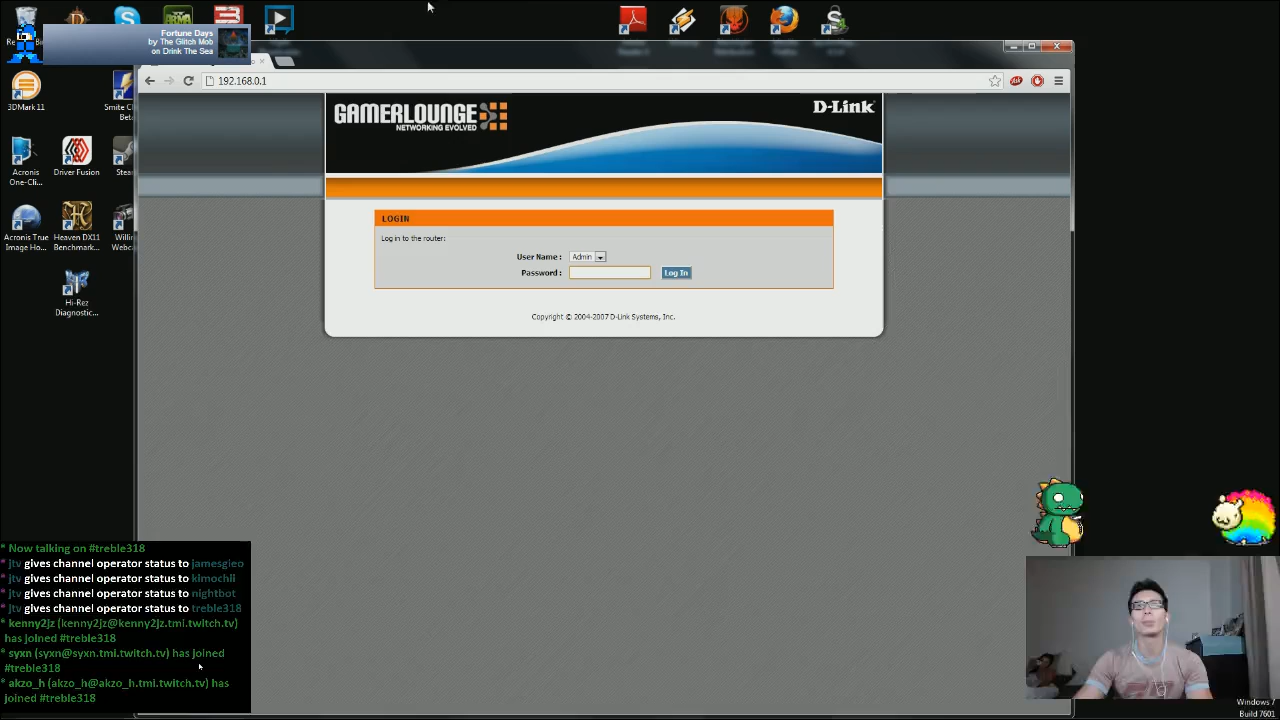 Fortune Days
by The Glitch Mob
on Drink The Sea
192.168.0.1
GAMERLOUNGE
NETWORKING EVOLVED
D-Link
LOGIN
Log in to the router:
User Name :
Admin
Password :
Log In
Copyright © 2004-2007 D-Link Systems, Inc.
3DMark 11
Smite Cl...
Beta
Acronis
One-Cli...
Driver Fusion
Acronis True
Image Ho...
Heaven DX11
Benchmark...
Hi-Rez
Diagnostic...
* Now talking on #treble318
* jtv gives channel operator status to jamesgleo
* jtv gives channel operator status to kimochii
* jtv gives channel operator status to nightbot
* jtv gives channel operator status to treble318
* kenny2jz (kenny2jz@kenny2jz.tmi.twitch.tv)
has joined #treble318
* syxn (syxn@syxn.tmi.twitch.tv) has joined
#treble318
* akzo_h (akzo_h@akzo_h.tmi.twitch.tv) has
joined #treble318
Windows 7
Build 7601